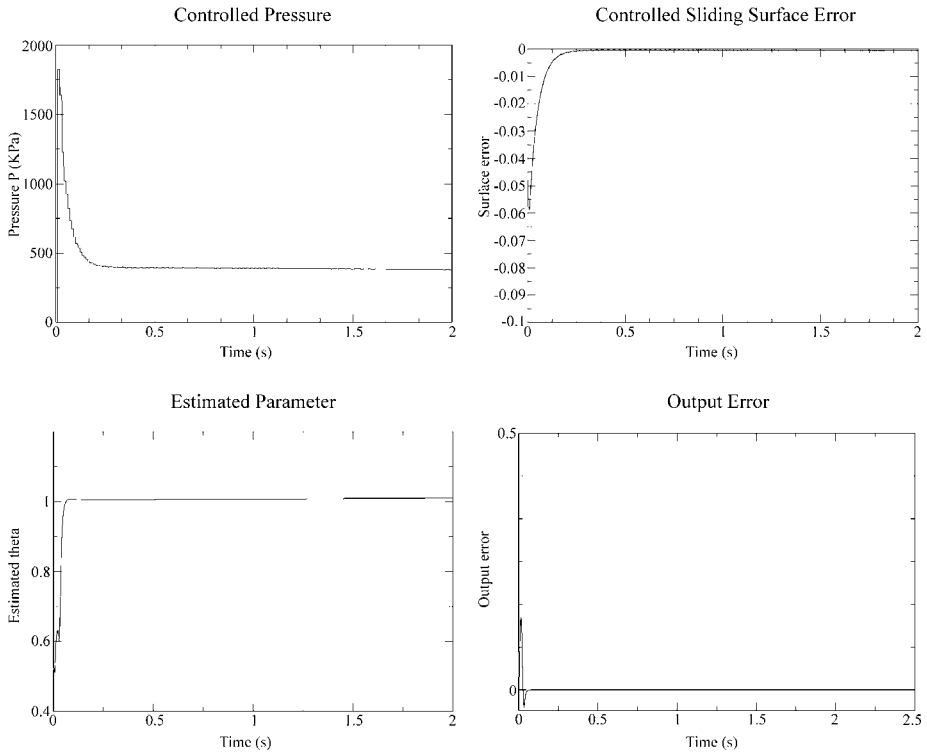 Controlled Pressure
2000
1500
1000
500
0
Pressure P (KPa)
0 0.5 1 1.5 2
Time (s)
Controlled Sliding Surface Error
0
-0.01
-0.02
-0.03
-0.04
-0.05
-0.06
-0.07
-0.08
-0.09
-0.1
Surface error
0 0.5 1 1.5 2
Time (s)
Estimated Parameter
1
0.8
0.6
0.4
Estimated theta
0 0.5 1 1.5 2
Time (s)
Output Error
0.5
0
Output error
0 0.5 1 1.5 2 2.5
Time (s)